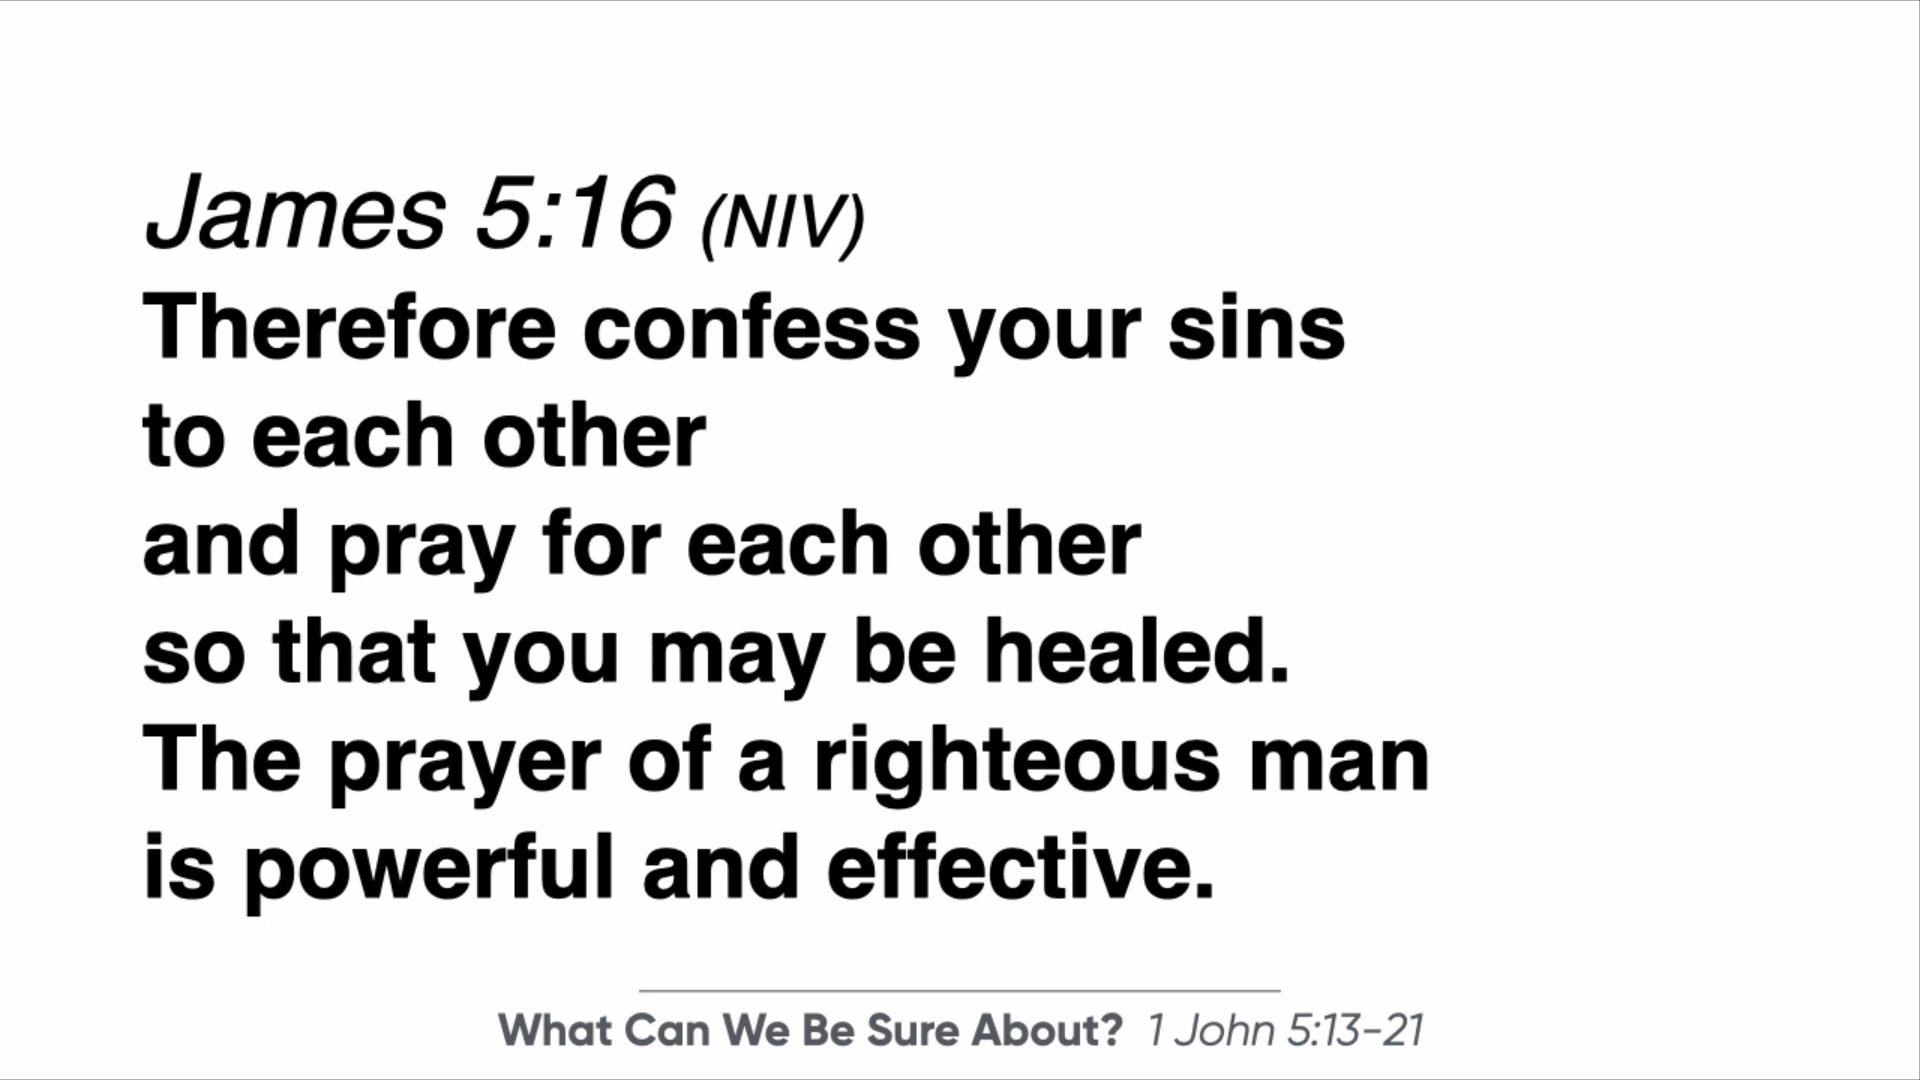 James 5:16 (NIV)
Therefore confess your sins
to each other
and pray for each other
so that you may be healed.
The prayer of a righteous man
is powerful and effective.
What Can We Be Sure About? 1 John 5:13–21